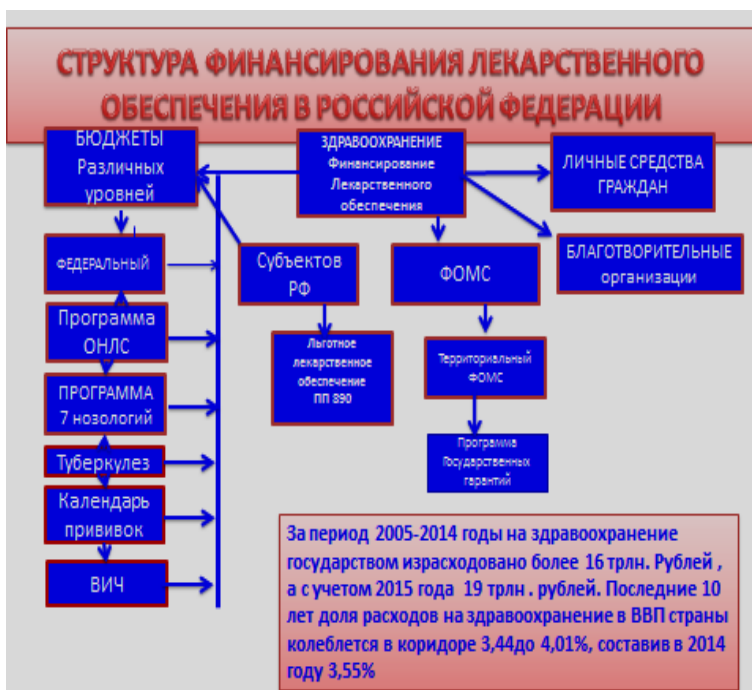 СТРУКТУРА ФИНАНСИРОВАНИЯ ЛЕКАРСТВЕННОГО
ОБЕСПЕЧЕНИЯ В РОССИЙСКОЙ ФЕДЕРАЦИИ
БЮДЖЕТЫ
Различных
уровней
ЗДРАВООХРАНЕНИЕ
Финансирование
Лекарственного
обеспечения
ЛИЧНЫЕ СРЕДСТВА
ГРАЖДАН
ФЕДЕРАЛЬНЫЙ
Субъектов
РФ
ФОМС
БЛАГОТВОРИТЕЛЬНЫЕ
организации
Программа
ОНЛС
Льготное
лекарственное
обеспечение
ПП 890
Территориальный
ФОМС
ПРОГРАММА
7 нозологий
Программа
Государственных
гарантий
Туберкулез
Календарь
прививок
ВИЧ
За период 2005-2014 годы на здравоохранение
государством израсходовано более 16 трлн. Рублей ,
а с учетом 2015 года 19 трлн . рублей. Последние 10
лет доля расходов на здравоохранение в ВВП страны
колеблется в коридоре 3,44до 4,01%, составив в 2014
году 3,55%